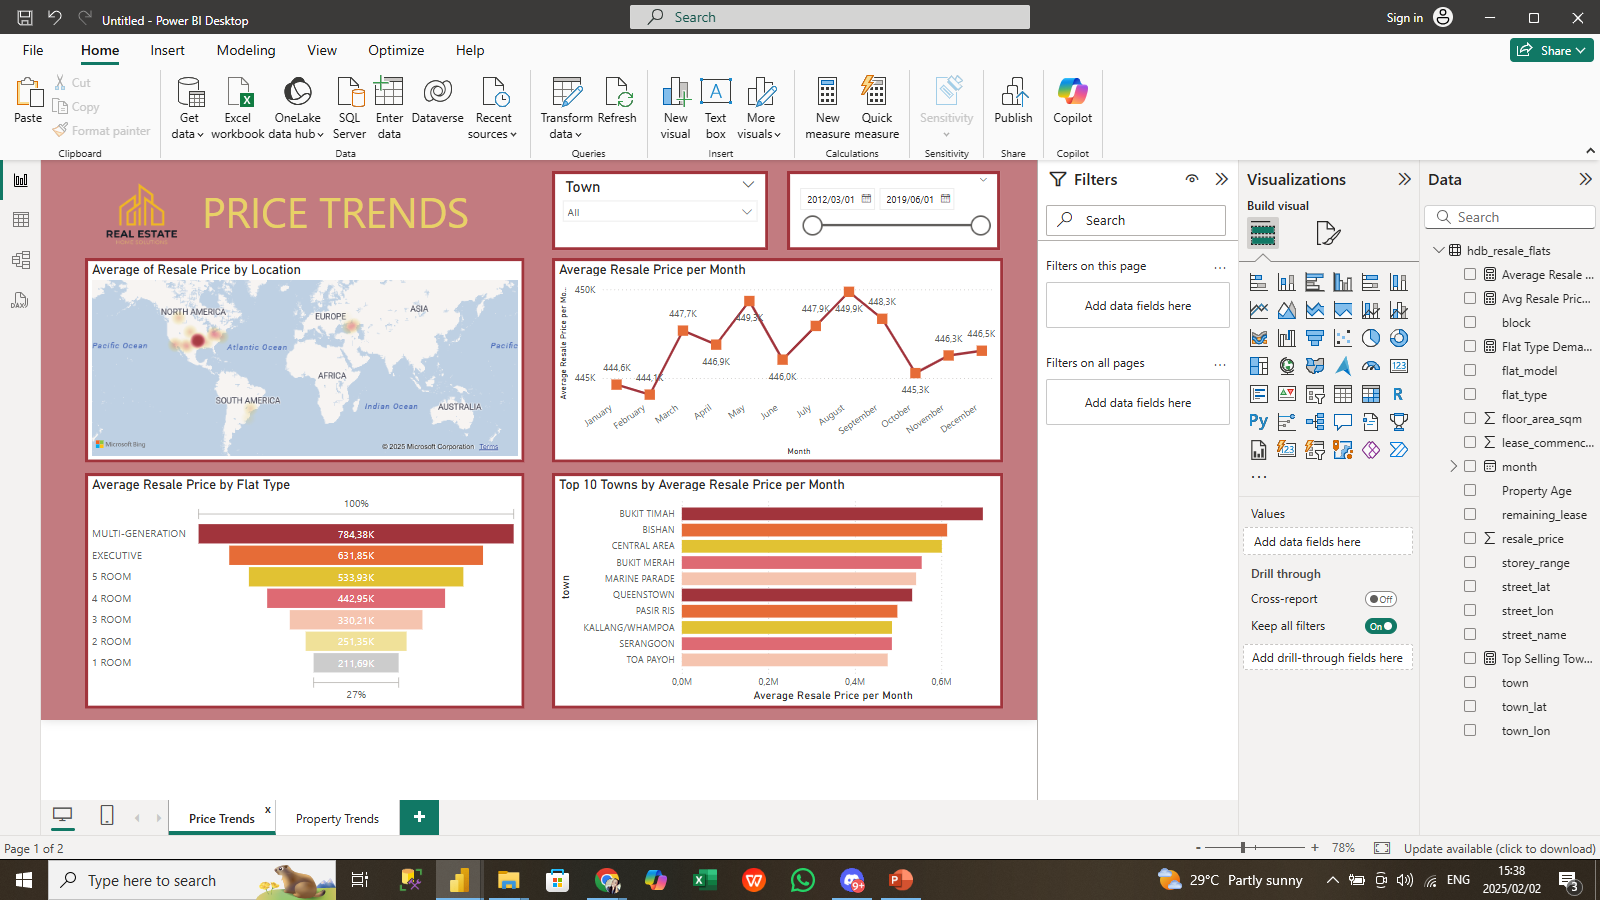 Untitled - Power BI Desktop
Search
Sign in
File
Home
Insert
Modeling
View
Optimize
Help
Share
Paste
Cut
Copy
Format painter
Clipboard
Get data
Excel workbook
OneLake data hub
SQL Server
Enter data
Dataverse
Recent sources
Data
Transform data
Refresh
Queries
New visual
Text box
More visuals
Insert
New measure
Quick measure
Calculations
Sensitivity
Sensitivity
Publish
Share
Copilot
Copilot
REAL ESTATE
PRICE TRENDS
Town
All
2012/03/01
2019/06/01
Average of Resale Price by Location
NORTH AMERICA
EUROPE
ASIA
Pacific Ocean
Atlantic Ocean
Pacific
AFRICA
SOUTH AMERICA
Indian Ocean
AUSTRALIA
Microsoft Bing
© 2025 Microsoft Corporation Terms
Average Resale Price per Month
Average Resale Price per Mo...
450K
445K
444,6K
444,1K
447,7K
446,9K
449,3K
446,0K
447,9K
449,9K
448,3K
445,3K
446,3K
446,5K
January
February
March
April
May
June
July
August
September
October
November
December
Month
Average Resale Price by Flat Type
100%
MULTI-GENERATION 784,38K
EXECUTIVE 631,85K
5 ROOM 533,93K
4 ROOM 442,95K
3 ROOM 330,21K
2 ROOM 251,35K
1 ROOM 211,69K
27%
Top 10 Towns by Average Resale Price per Month
town
BUKIT TIMAH
BISHAN
CENTRAL AREA
BUKIT MERAH
MARINE PARADE
QUEENSTOWN
PASIR RIS
KALLANG/WHAMPOA
SERANGOON
TOA PAYOH
0,0M 0,2M 0,4M 0,6M
Average Resale Price per Month
Filters
Search
Filters on this page
...
Add data fields here
Filters on all pages
...
Add data fields here
Visualizations
Build visual
R
Py
123
...
Values
Add data fields here
Drill through
Cross-report
Off
Keep all filters
On
Add drill-through fields here
Data
Search
hdb_resale_flats
Average Resale ...
Avg Resale Pric...
block
Flat Type Dema...
flat_model
flat_type
floor_area_sqm
lease_commenc...
month
Property Age
remaining_lease
resale_price
storey_range
street_lat
street_lon
street_name
Top Selling Tow...
town
town_lat
town_lon
DAX
Price Trends
x
Property Trends
+
Page 1 of 2
- + 78%
Update available (click to download)
Type here to search
9+
29°C Partly sunny
ENG
15:38
2025/02/02
3